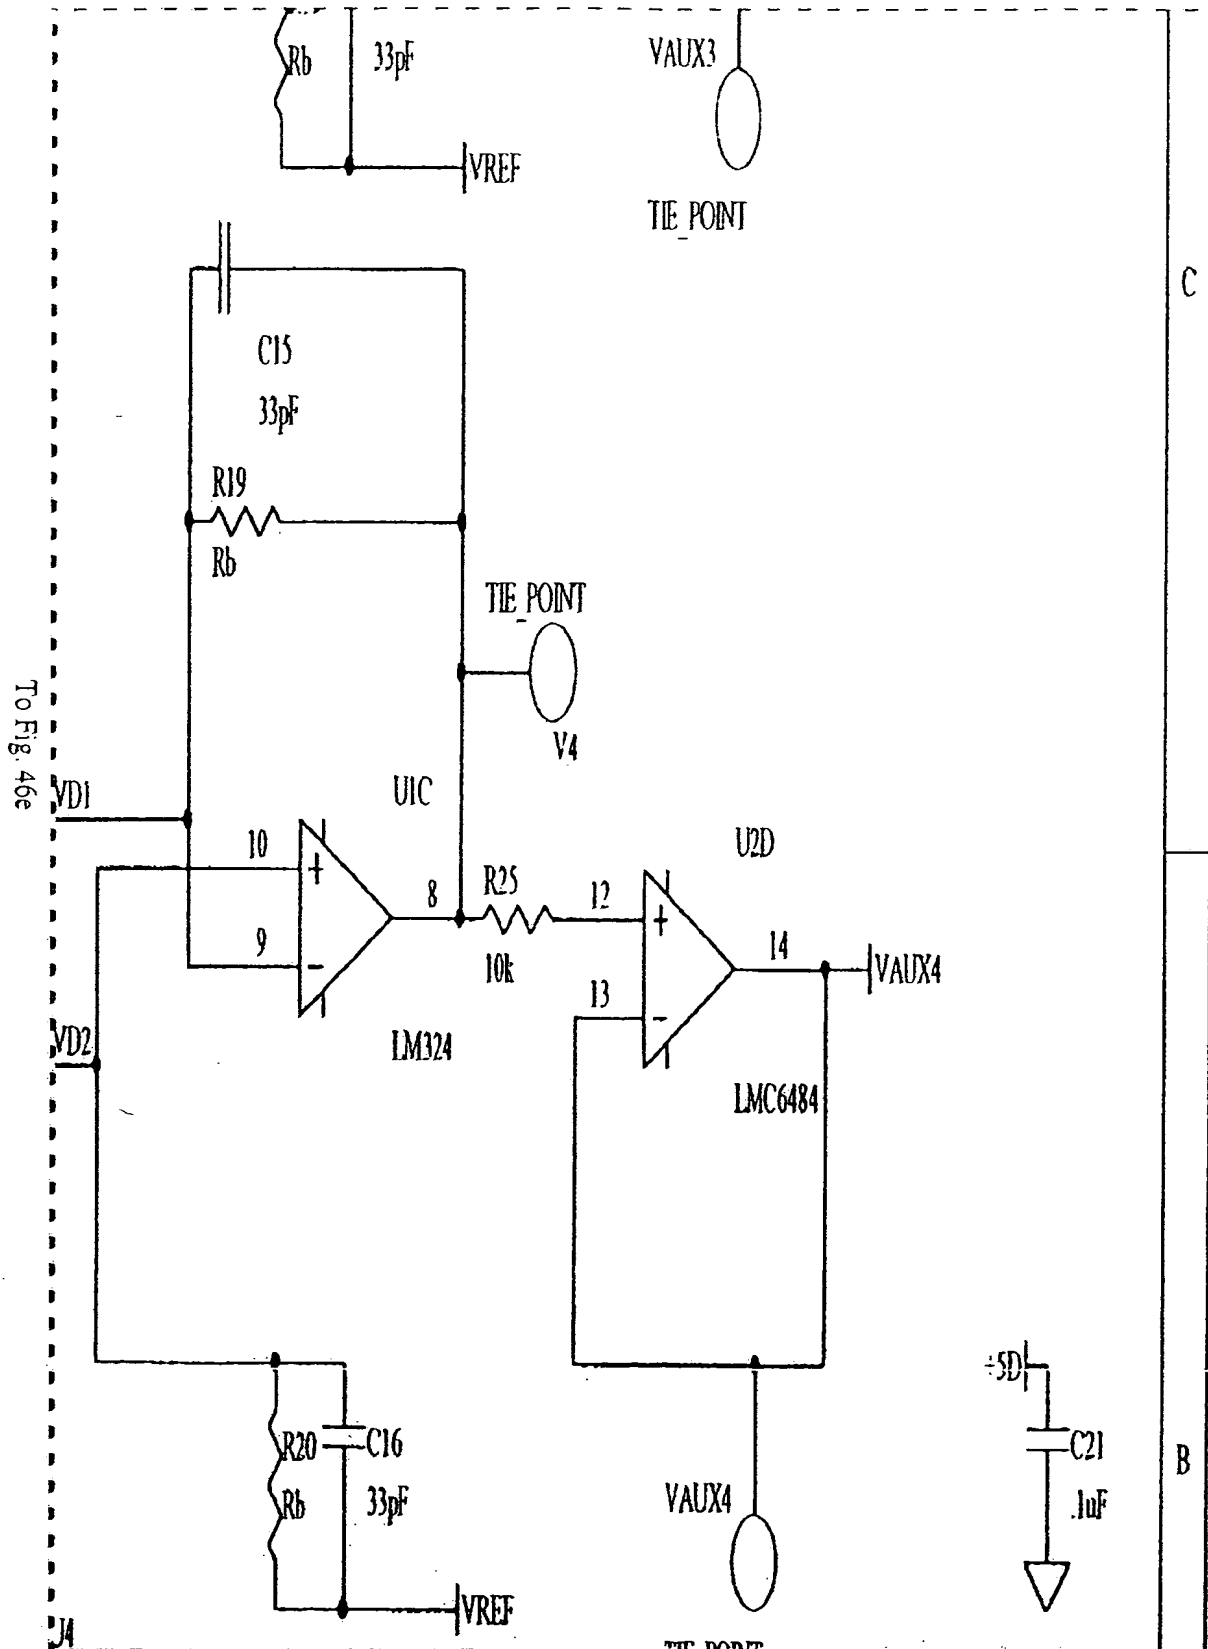 Rb
33pF
VREF
VAUX3
TIE_POINT
C
C15
33pF
R19
Rb
TIE_POINT
V4
To Fig. 46e
VD1
U1C
10
9
8
R25
10k
LM324
VD2
U2D
12
13
14
VAUX4
LMC6484
R20
Rb
C16
33pF
VREF
VAUX4
+5D
C21
.1uF
B
J4
TIE_POINT